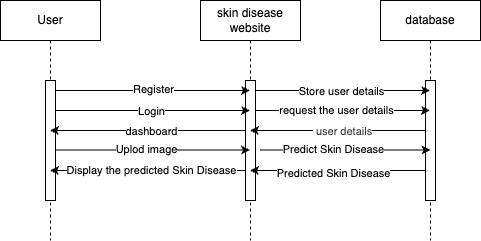 User
skin disease
website
database
Register
Store user details
Login
request the user details
dashboard
user details
Uplod image
Predict Skin Disease
Display the predicted Skin Disease
Predicted Skin Disease